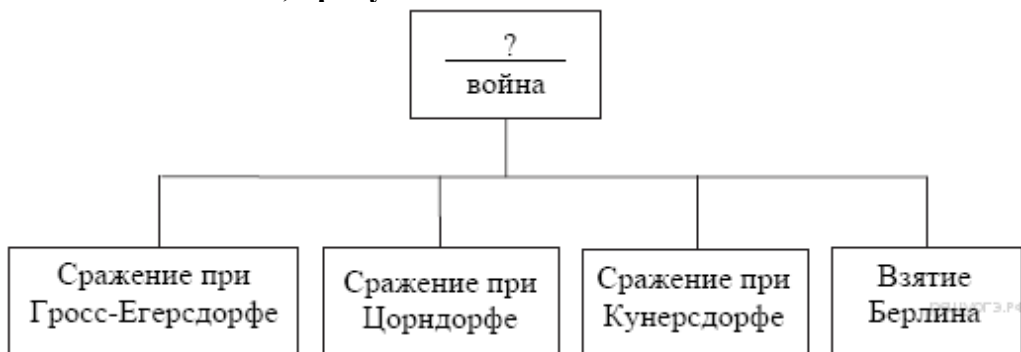 ?
война
Сражение при
Гросс-Егерсдорфе
Сражение при
Цорндорфе
Сражение при
Кунерсдорфе
Взятие
Берлина